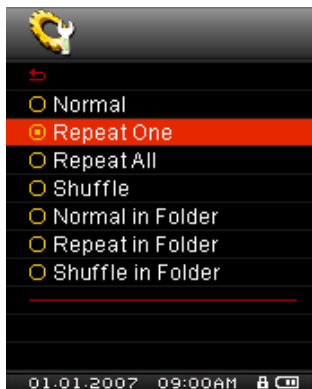 Normal
Repeat One
Repeat All
Shuffle
Normal in Folder
Repeat in Folder
Shuffle in Folder
01.01.2007 09:00AM